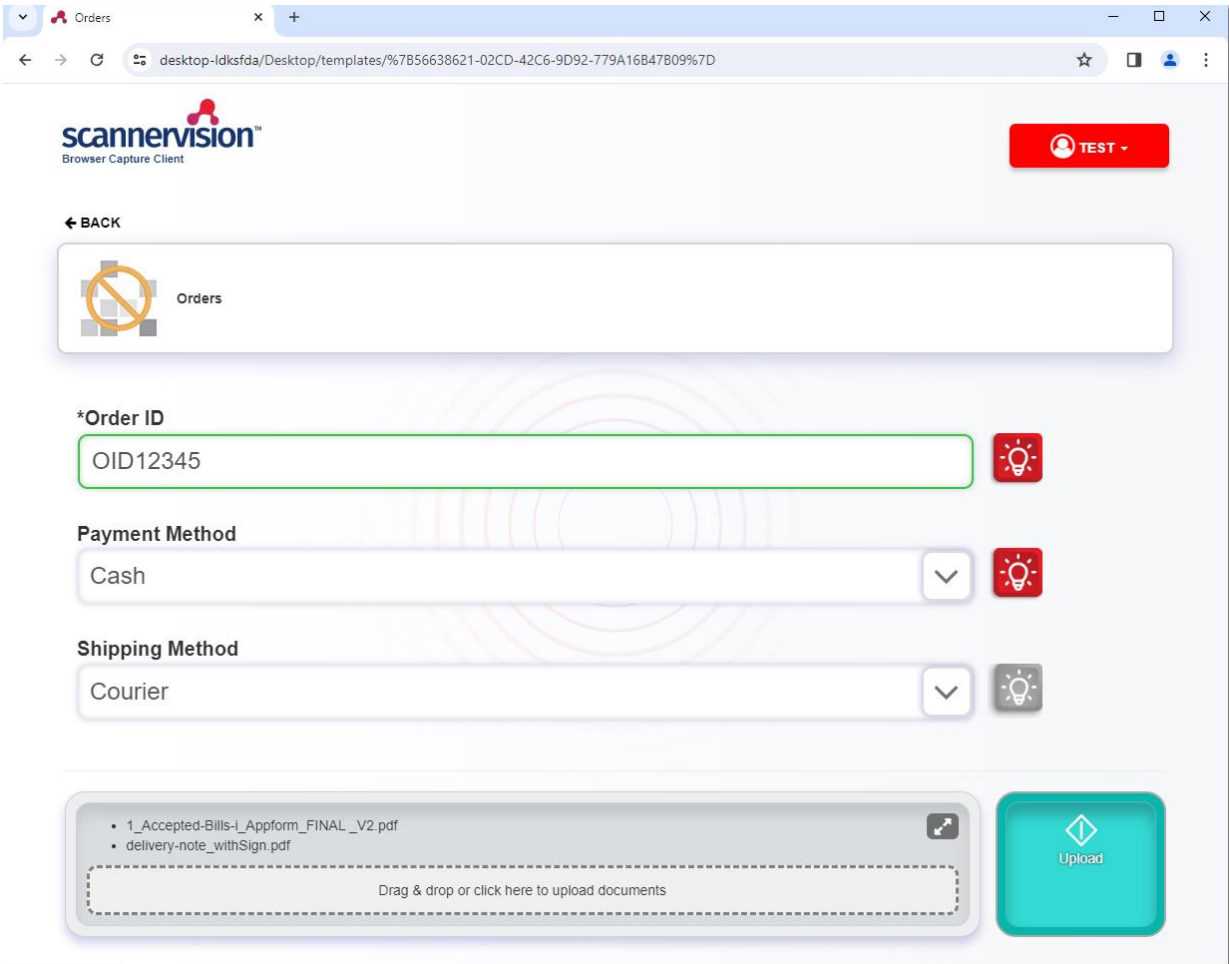 Orders
desktop-ldksfda/Desktop/templates/%7B56638621-02CD-42C6-9D92-779A16B47B09%7D
scannervision™
Browser Capture Client
TEST
BACK
Orders
*Order ID
OID12345
Payment Method
Cash
Shipping Method
Courier
1_Accepted-Bills-i_Appform_FINAL _V2.pdf
delivery-note_withSign.pdf
Drag & drop or click here to upload documents
Upload